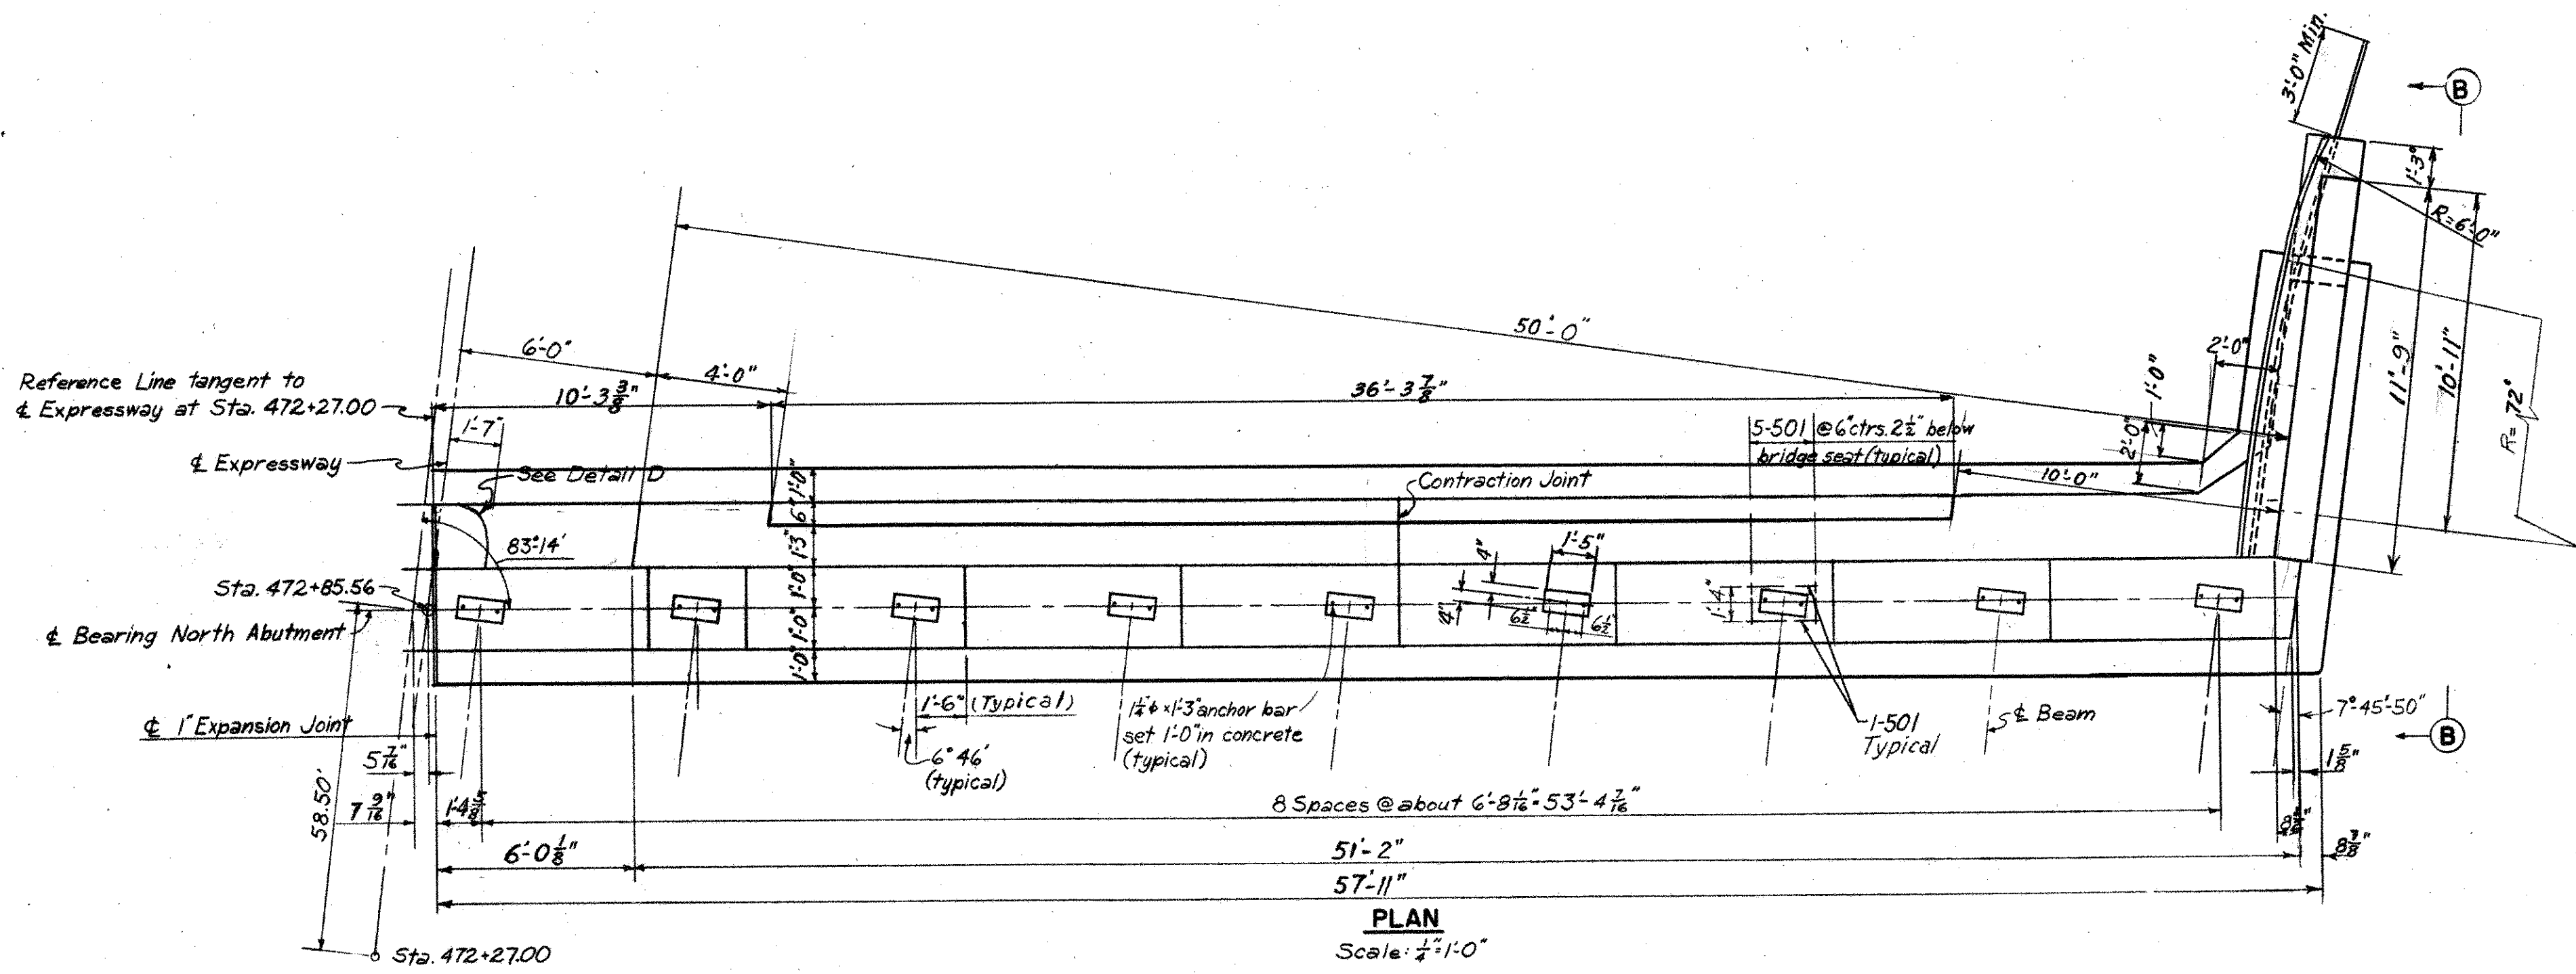 3'-0" Min.
B
1'-3"
R=6'-0"
50'-0"
6'-0"
4'-0"
2'-0"
1'-0"
2'-0"
11'-9"
10'-11"
R=72'
Reference Line tangent to
℄ Expressway at Sta. 472+27.00
10'-3 3/8"
36'-3 7/8"
1'-7"
5-501 @ 6" ctrs. 2½" below
bridge seat (typical)
℄ Expressway
See Detail D
Contraction Joint
10'-0"
1'-0"
6"
1'-3"
1'-0"
1'-0"
1'-0"
83°-14'
1'-5"
4"
4"
6½"
6½"
1'-4"
Sta. 472+85.56
℄ Bearing North Abutment
℄ 1" Expansion Joint
1'-6" (Typical)
6° 46'
(typical)
1¼"ϕ x 1'-3" anchor bar
set 1'-0" in concrete
(typical)
1-501
Typical
℄ Beam
7°-45'-50"
B
1 5/8"
5 7/16"
7 9/16"
58.50'
8 Spaces @ about 6'-8 1/16" = 53'-4 7/16"
6'-0 1/8"
51'-2"
8 7/8"
57'-11"
PLAN
Scale: ¼"=1'-0"
Sta. 472+27.00